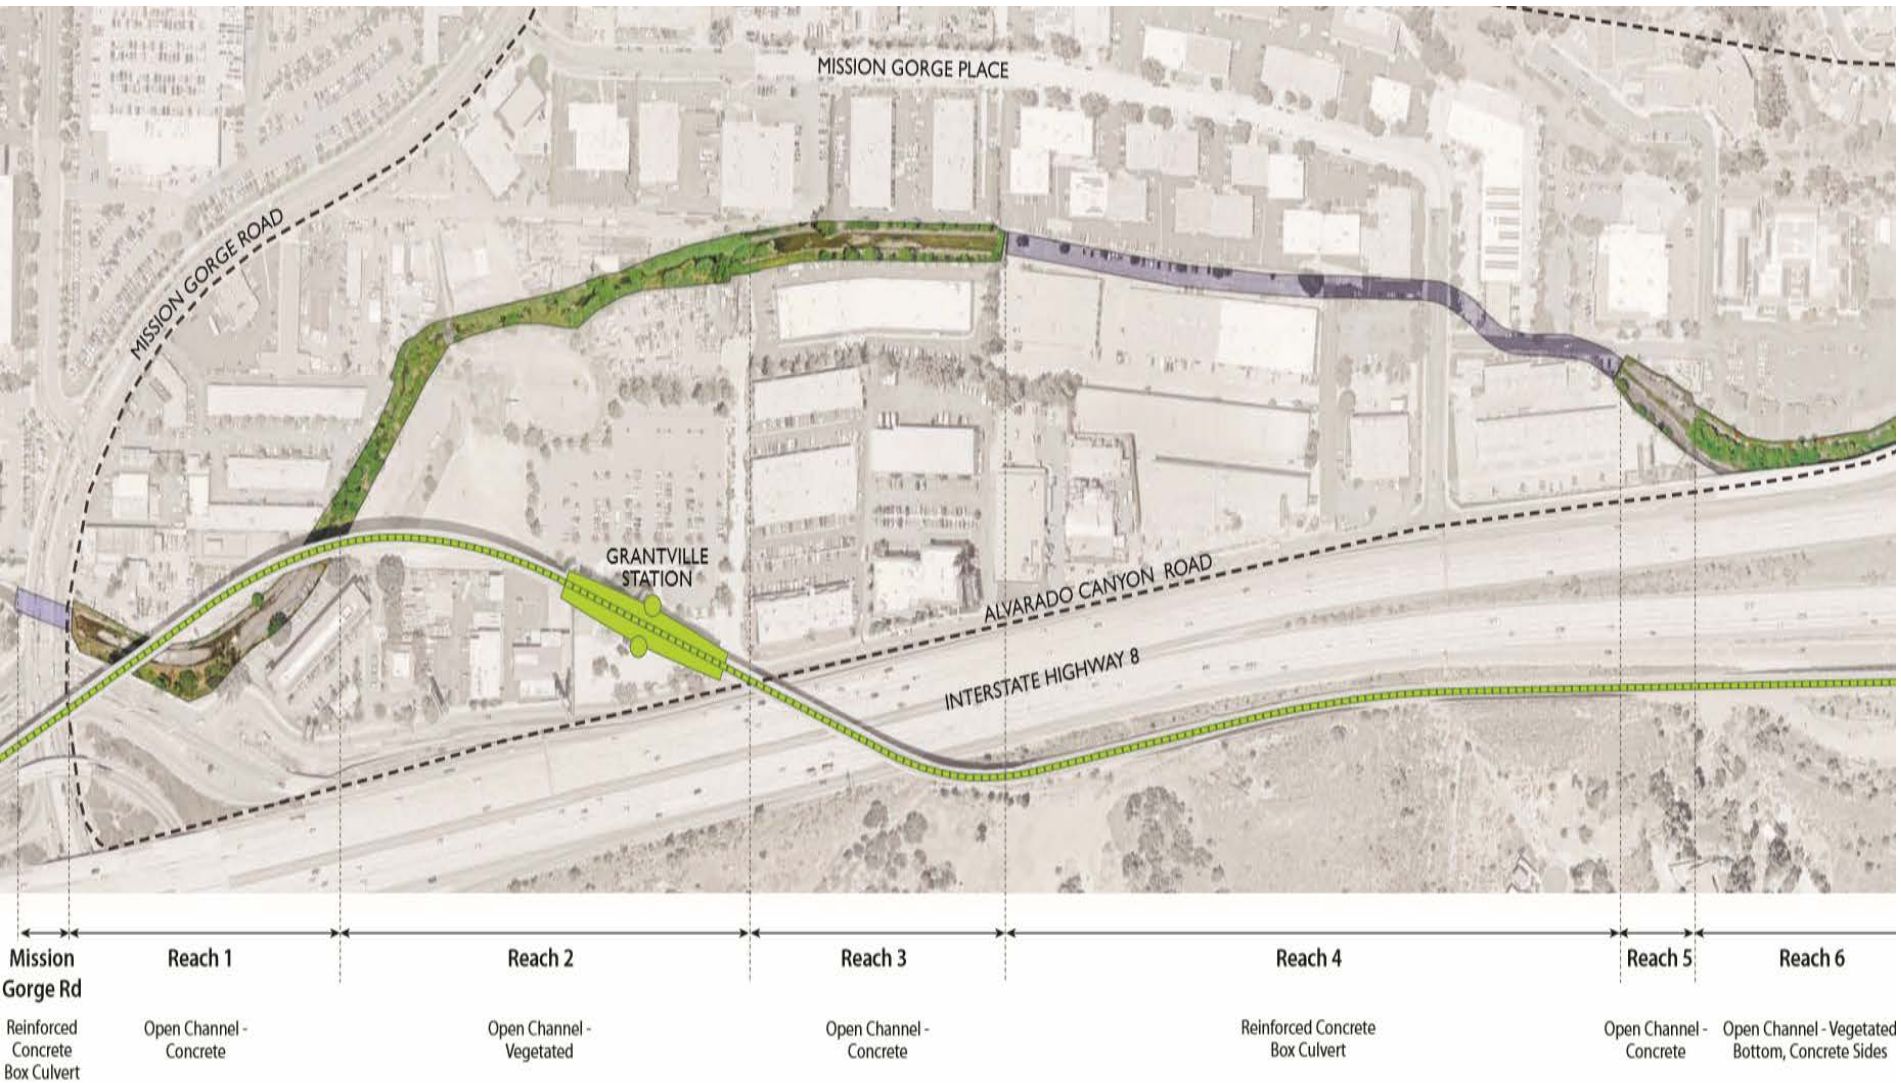 MISSION GORGE PLACE
MISSION GORGE ROAD
GRANTVILLE
STATION
ALVARADO CANYON ROAD
INTERSTATE HIGHWAY 8
Mission
Gorge Rd
Reach 1
Reach 2
Reach 3
Reach 4
Reach 5
Reach 6
Reinforced
Concrete
Box Culvert
Open Channel -
Concrete
Open Channel -
Vegetated
Open Channel -
Concrete
Reinforced Concrete
Box Culvert
Open Channel -
Concrete
Open Channel - Vegetated
Bottom, Concrete Sides